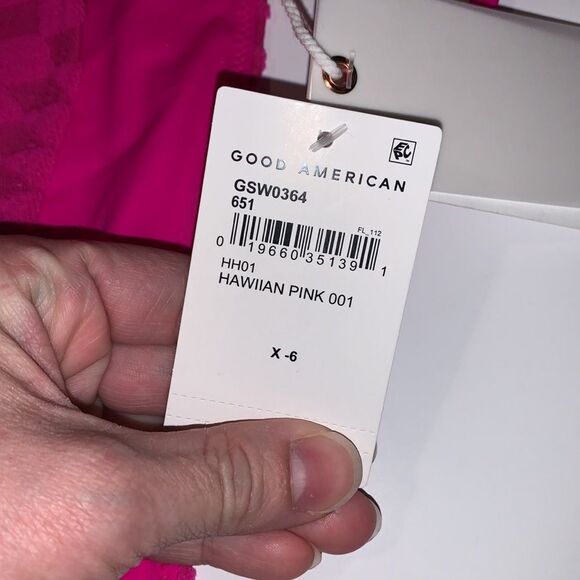 GOOD AMERICAN
GSW0364
651
FL_112
0 19660 35139 1
HH01
HAWIIAN PINK 001
X -6